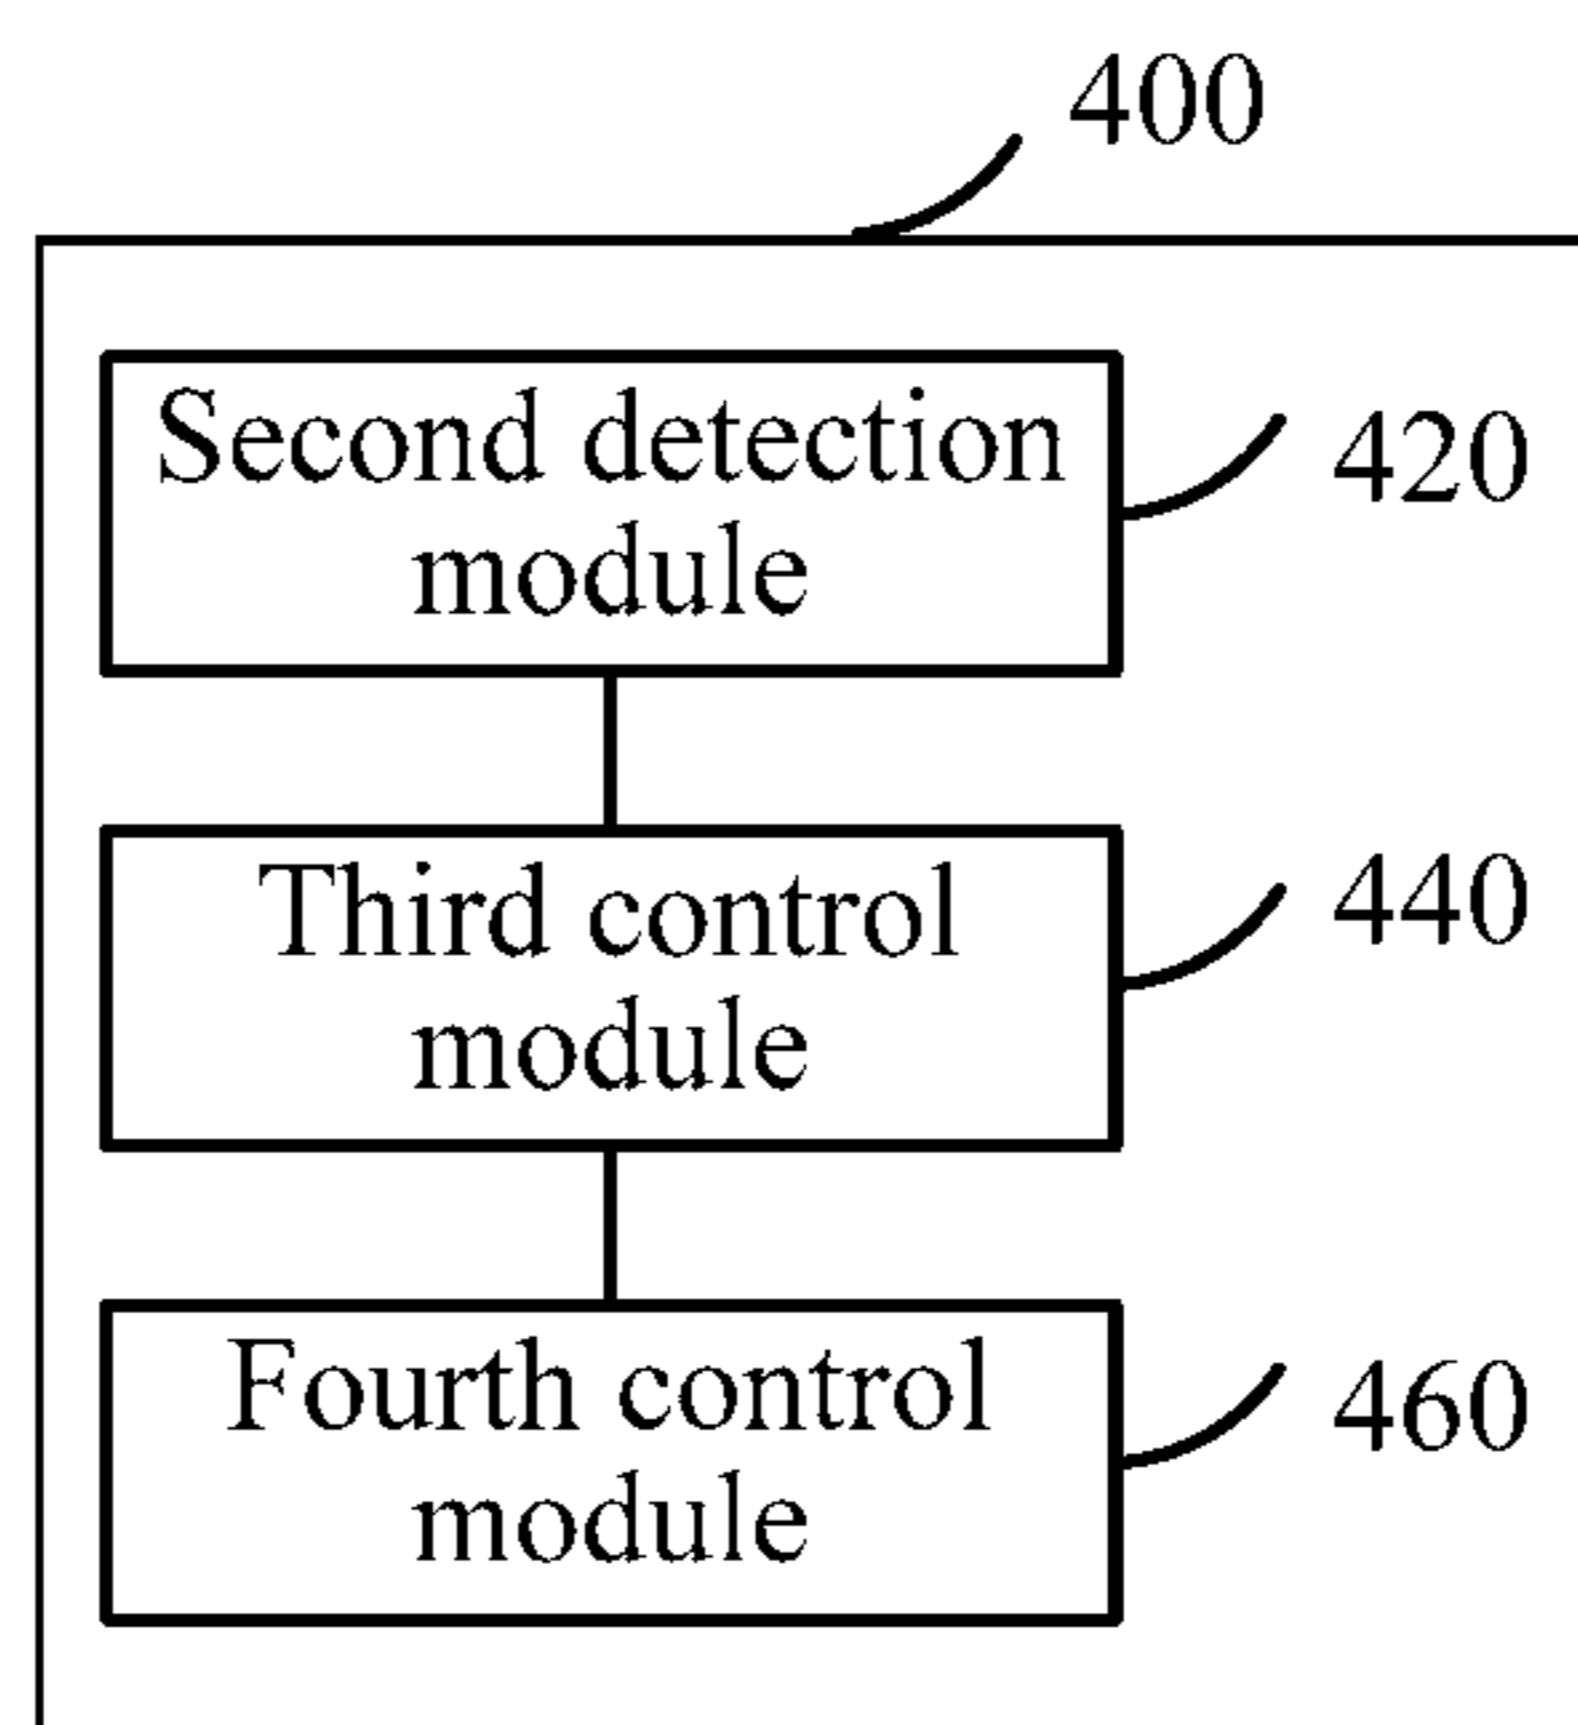 400
Second detection
module
420
Third control
module
440
Fourth control
module
460